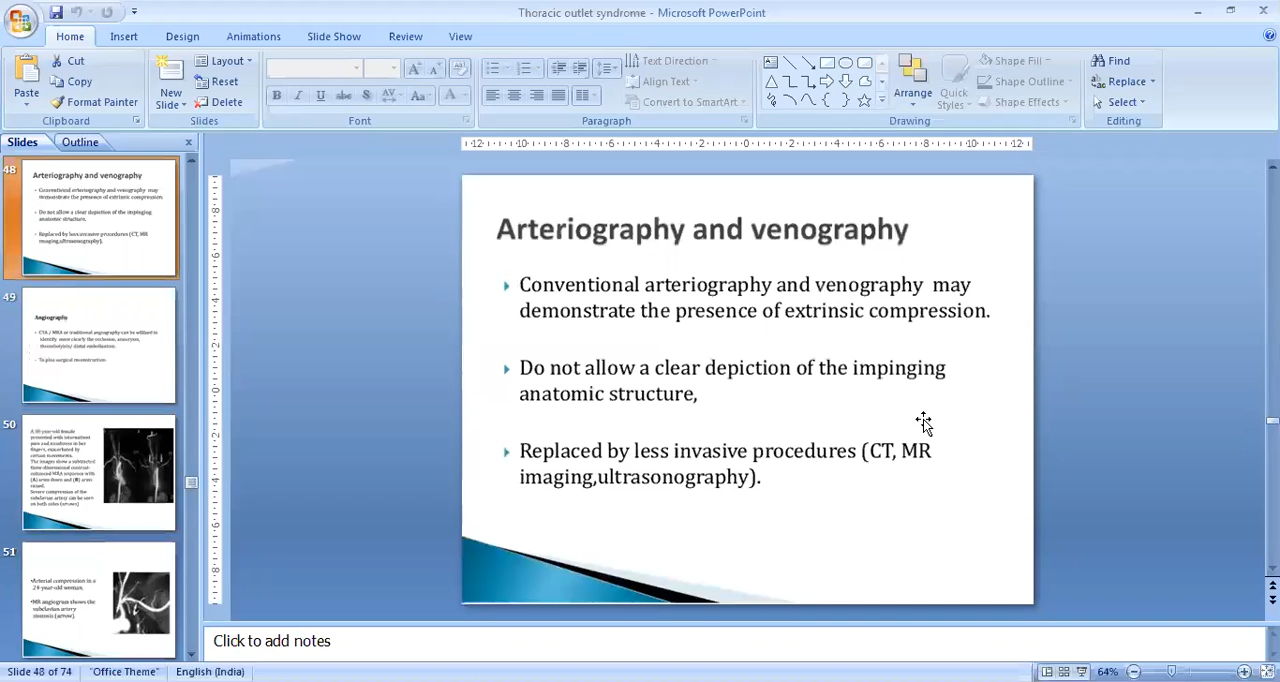 Thoracic outlet syndrome - Microsoft PowerPoint
Home Insert Design Animations Slide Show Review View
Cut
Copy
Format Painter
Paste
Clipboard
New
Slide
Layout
Reset
Delete
Slides
B I U abc S AV Aa A
Font
Text Direction
Align Text
Convert to SmartArt
Paragraph
Arrange
Quick
Styles
Shape Fill
Shape Outline
Shape Effects
Drawing
Find
Replace
Select
Editing
Slides Outline
48
Arteriography and venography
Conventional arteriography and venography may
demonstrate the presence of extrinsic compression.
Do not allow a clear depiction of the impinging
anatomic structure,
Replaced by less invasive procedures (CT, MR
imaging,ultrasonography).
49
Angiography
CTA / MRA or traditional angiography can be utilized to
identify more clearly the occlusion, aneurysm,
To plan surgical reconstruction
50
presented with intermittent
pain and numbness in her
fingers, exacerbated by
certain movements.
The images show a subtracted
three-dimensional contrast-
enhanced MRA sequence with
(A) arms down and (B) arms
raised.
Severe compression of the
subclavian artery can be seen
on both sides (arrows)
51
•Arterial compression in a
24-year-old woman.
•MR angiogram shows the
subclavian artery
stenosis (arrow)
Arteriography and venography
Conventional arteriography and venography may
demonstrate the presence of extrinsic compression.
Do not allow a clear depiction of the impinging
anatomic structure,
Replaced by less invasive procedures (CT, MR
imaging,ultrasonography).
Click to add notes
Slide 48 of 74 "Office Theme" English (India) 64%